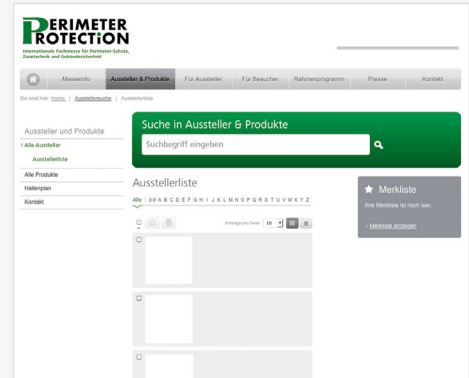 PERIMETER
PROTECTION
Internationale Fachmesse für Perimeter-Schutz,
Zauntechnik und Gebäudesicherheit
Messeinfo Aussteller & Produkte Für Aussteller Für Besucher Rahmenprogramm Presse Kontakt
Sie sind hier: Home | Ausstellersuche | Ausstellerliste
Aussteller und Produkte
Alle Aussteller
Ausstellerliste
Alle Produkte
Hallenplan
Kontakt
Suche in Aussteller & Produkte
Suchbegriff eingeben
Ausstellerliste
Alle | 0-9 A B C D E F G H I J K L M N O P Q R S T U V W X Y Z
Einträge pro Seite: 10
Merkliste
Ihre Merkliste ist noch leer.
› Merkliste anzeigen